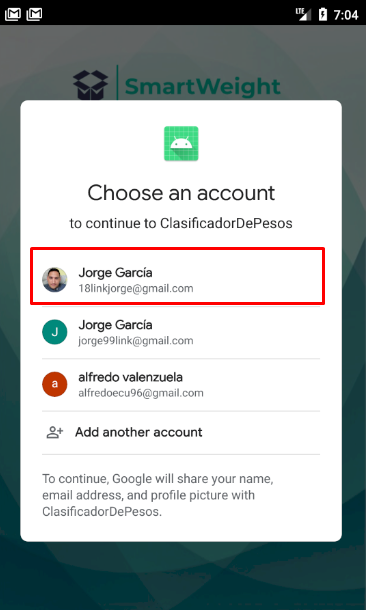 LTE 7:04
SmartWeight
Choose an account
to continue to ClasificadorDePesos
Jorge García
18linkjorge@gmail.com
J
Jorge García
jorge99link@gmail.com
a
alfredo valenzuela
alfredoecu96@gmail.com
Add another account
To continue, Google will share your name,
email address, and profile picture with
ClasificadorDePesos.